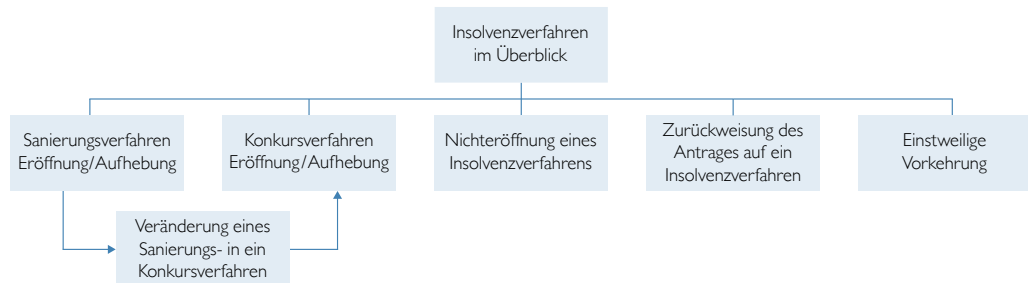 Insolvenzverfahren
im Überblick
Sanierungsverfahren
Eröffnung/Aufhebung
Konkursverfahren
Eröffnung/Aufhebung
Nichteröffnung eines
Insolvenzverfahrens
Zurückweisung des
Antrages auf ein
Insolvenzverfahren
Einstweilige
Vorkehrung
Veränderung eines
Sanierungs- in ein
Konkursverfahren